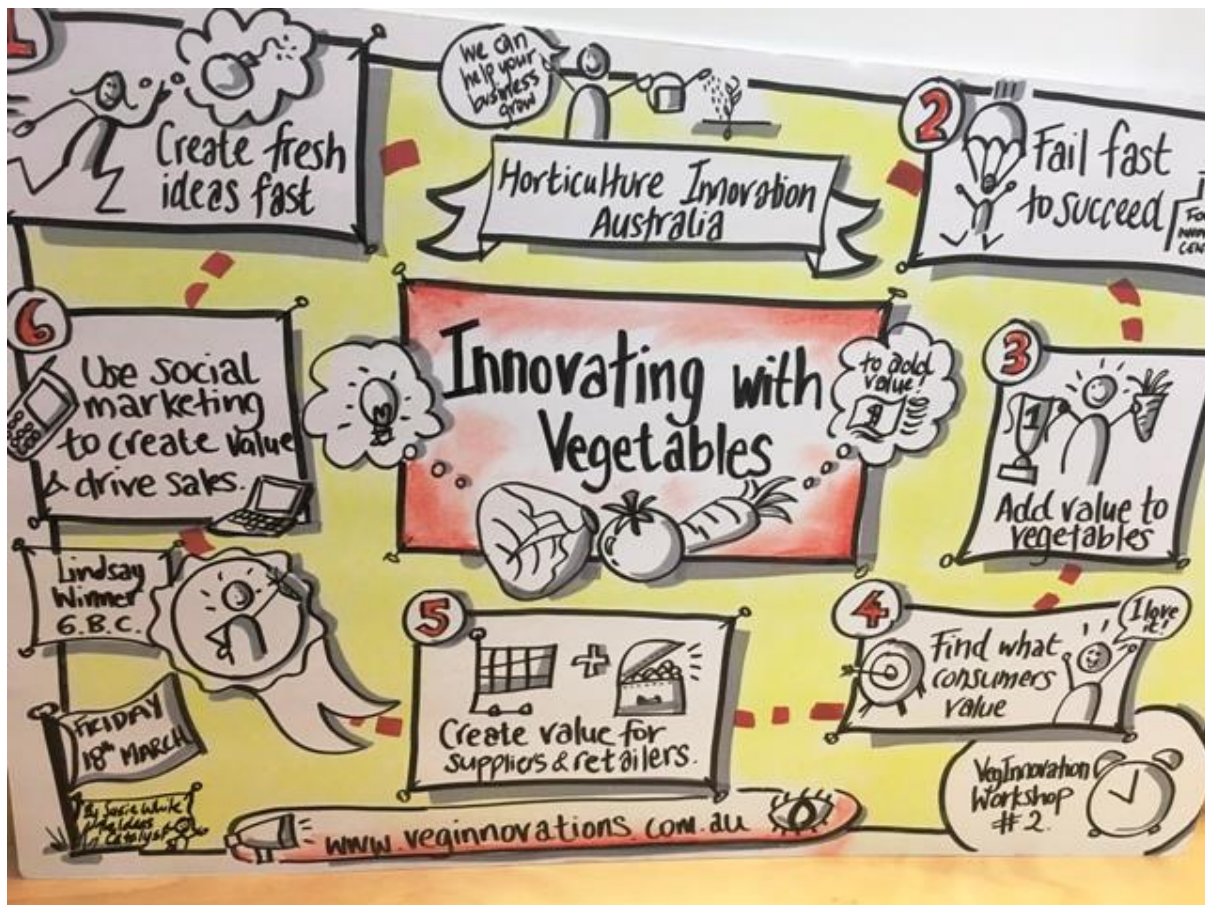 1
Create fresh
ideas fast
We can
help your
business
grow
Horticulture Innovation
Australia
2
Fail fast
to succeed
Innovating with
Vegetables
to add
value!
3
1
Add value to
vegetables
4
Find what
consumers
value
I love
it!
5
Create value for
suppliers & retailers.
6
Use social
marketing
to create value
& drive sales.
Lindsay
Winner
G.B.C.
FRIDAY
18th MARCH
By Susie White
Catalyst
www.veginnovations.com.au
VegInnovation
Workshop
#2.